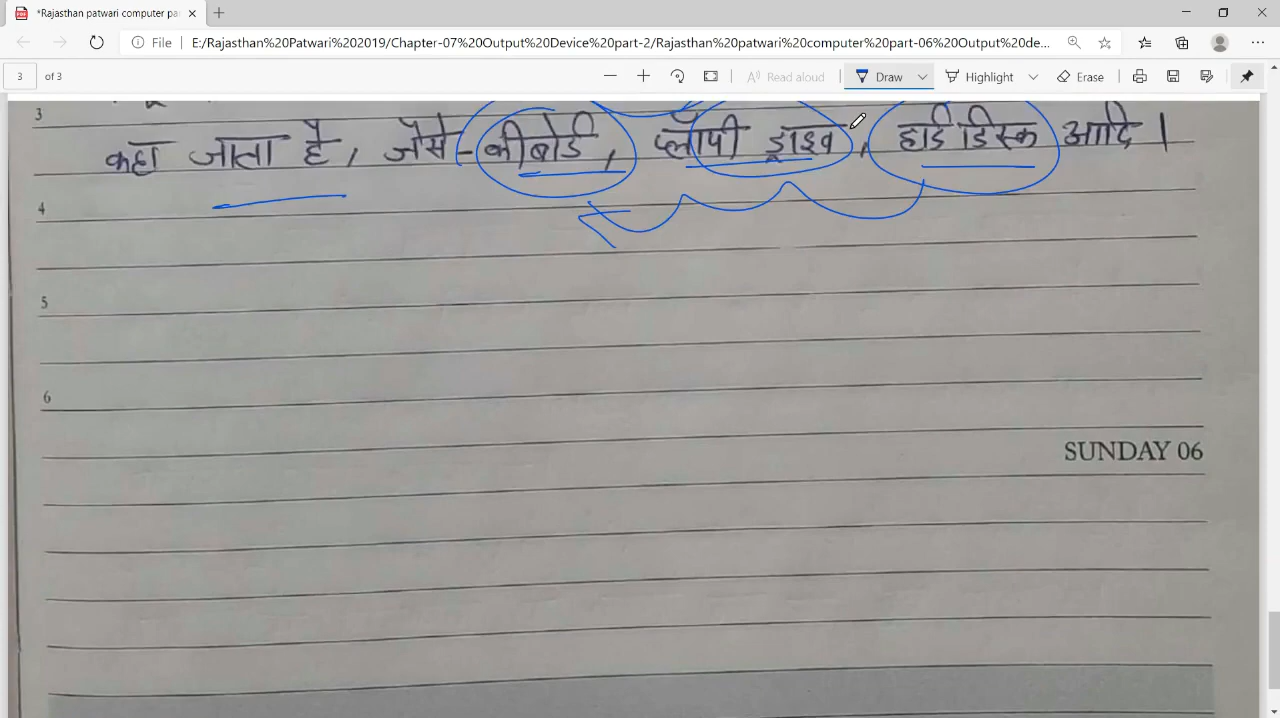 *Rajasthan patwari computer pa
File
E:/Rajasthan%20Patwari%202019/Chapter-07%20Output%20Device%20part-2/Rajasthan%20patwari%20computer%20part-06%20Output%20de...
3 of 3
Read aloud
Draw
Highlight
Erase
3
कहा जाता है, जैसे - कीबोर्ड, प्लॉपी ड्राइव, हार्ड डिस्क आदि।
4
5
6
SUNDAY 06